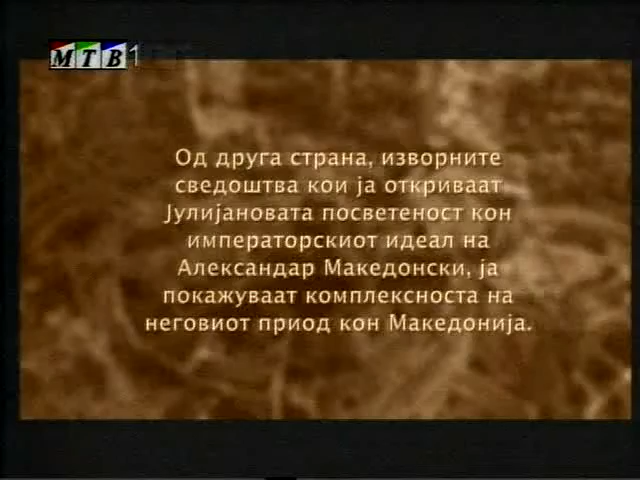 МТВ1
Од друга страна, изворните
сведоштва кои ја откриваат
Јулијановата посветеност кон
императорскиот идеал на
Александар Македонски, ја
покажуваат комплексноста на
неговиот приод кон Македонија.